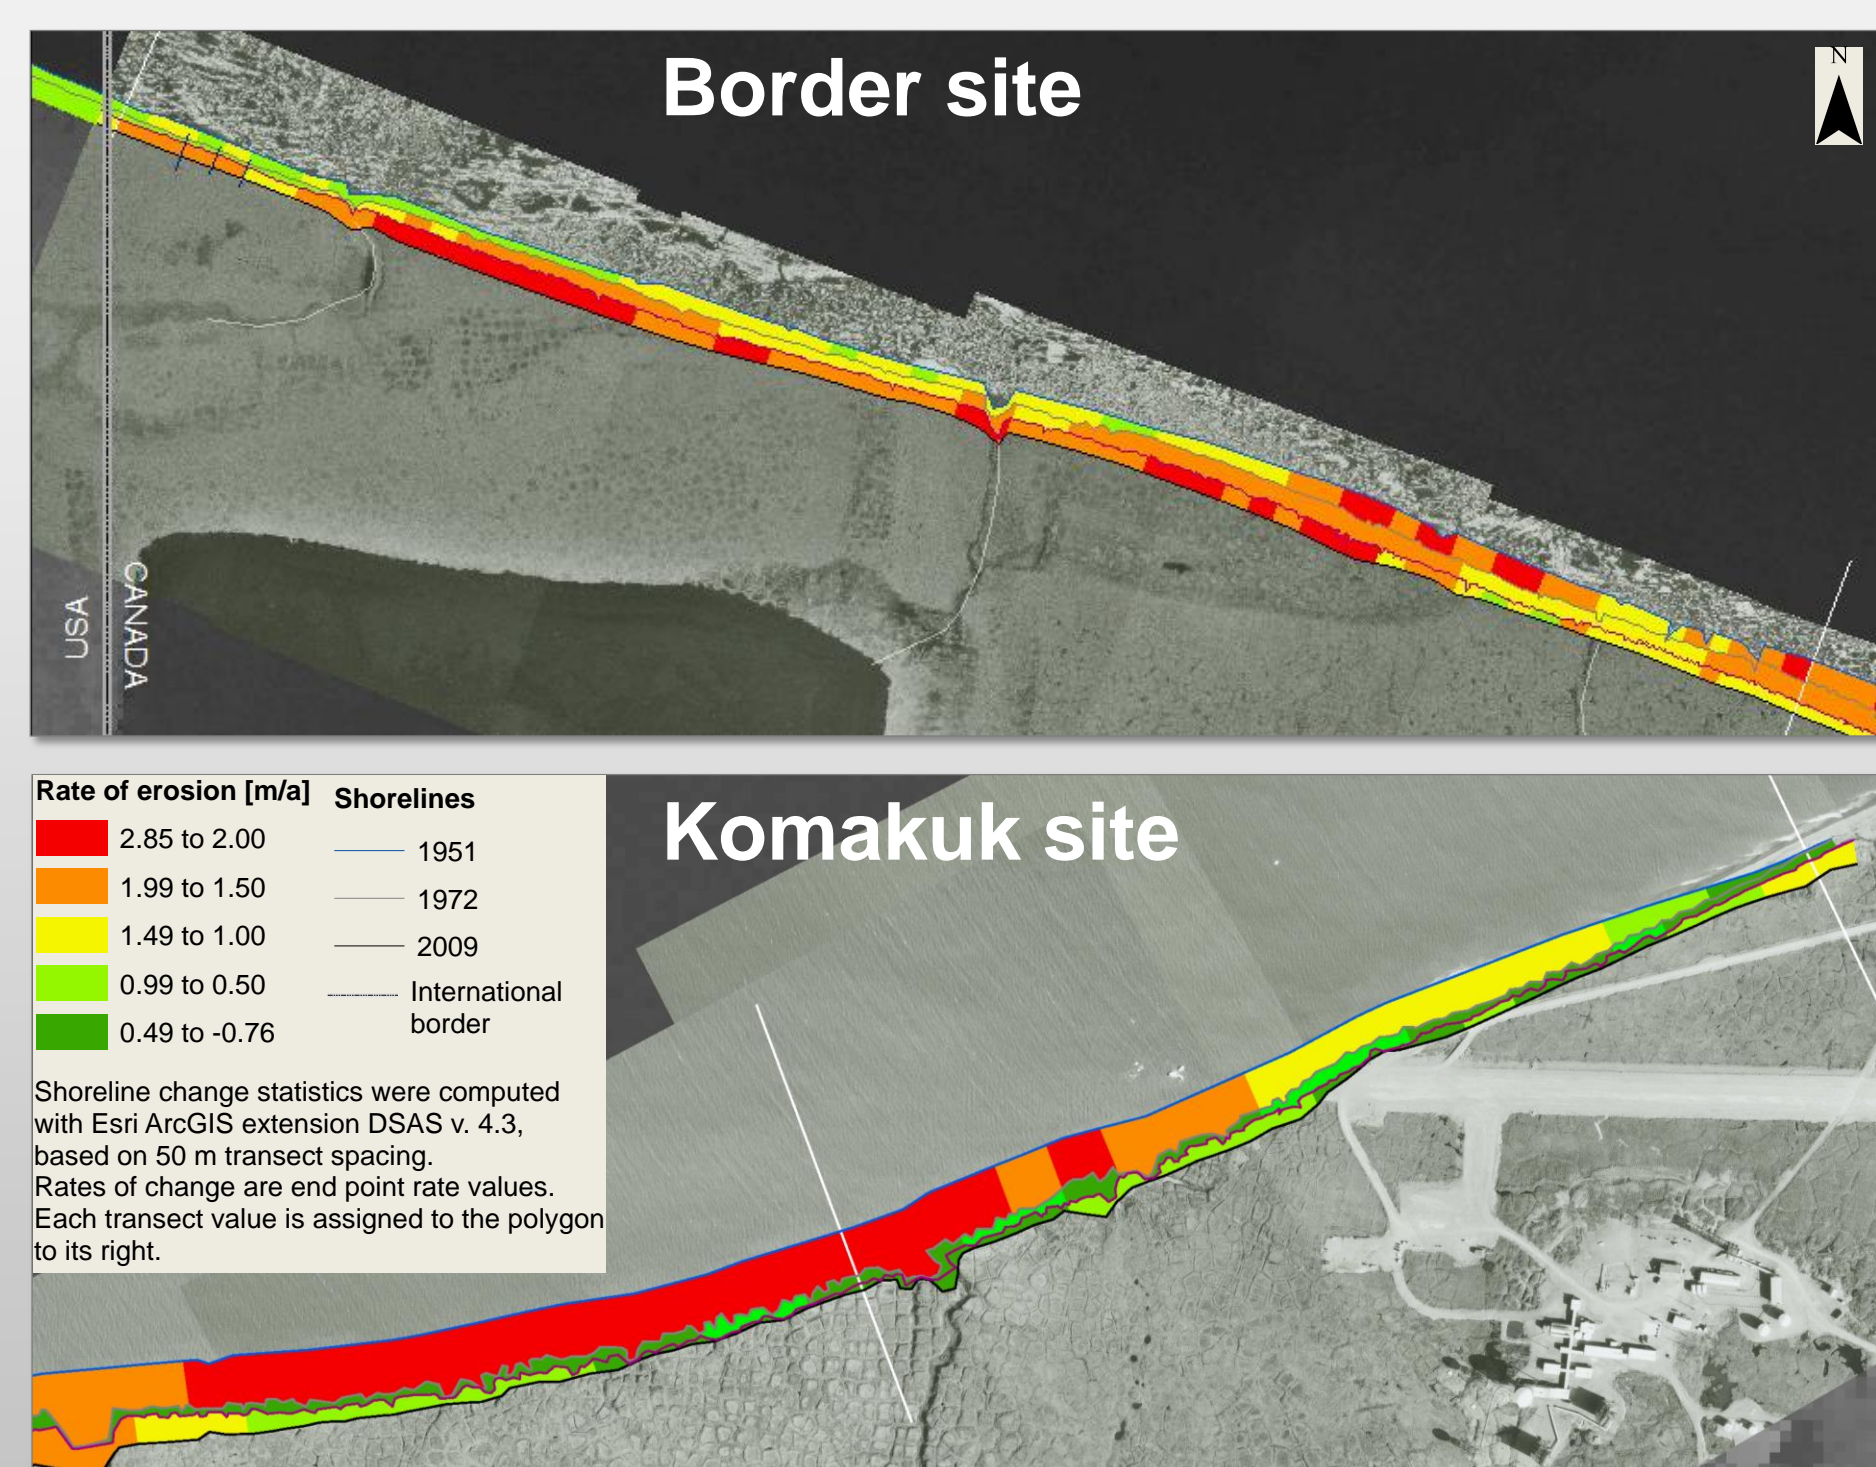 Border site
N
CANADA
USA
Komakuk site
Rate of erosion [m/a]
2.85 to 2.00
1.99 to 1.50
1.49 to 1.00
0.99 to 0.50
0.49 to -0.76
Shorelines
1951
1972
2009
International
border
Shoreline change statistics were computed
with Esri ArcGIS extension DSAS v. 4.3,
based on 50 m transect spacing.
Rates of change are end point rate values.
Each transect value is assigned to the polygon
to its right.